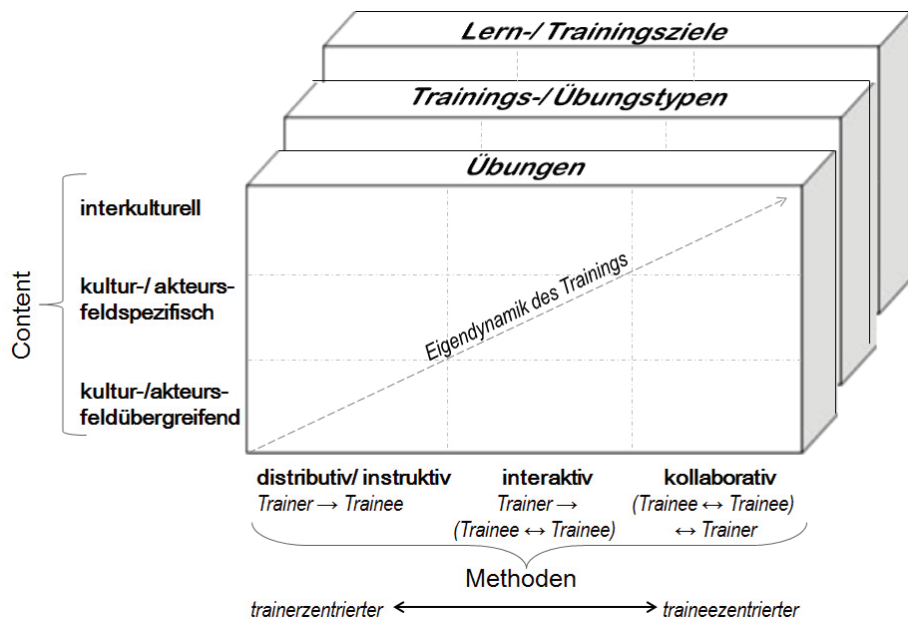 Lern-/ Trainingsziele
Trainings-/ Übungstypen
Übungen
Content
interkulturell
kultur-/ akteurs-
feldspezifisch
kultur-/akteurs-
feldübergreifend
Eigendynamik des Trainings
distributiv/ instruktiv
Trainer → Trainee
interaktiv
Trainer →
(Trainee ↔ Trainee)
kollaborativ
(Trainee ↔ Trainee)
↔ Trainer
Methoden
trainerzentrierter
traineezentrierter